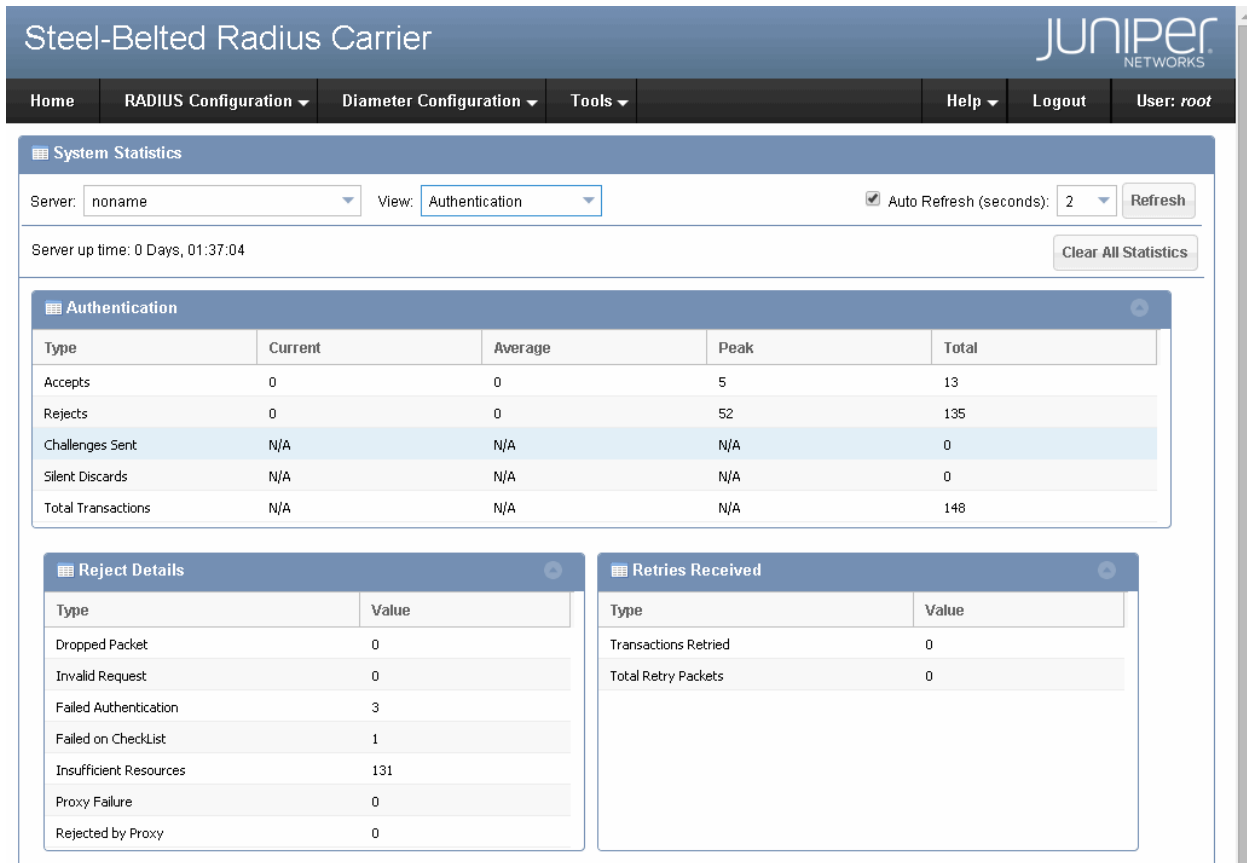 Steel-Belted Radius Carrier
JUNIPER NETWORKS
Home RADIUS Configuration Diameter Configuration Tools Help Logout User: root
System Statistics
Server: noname View: Authentication Auto Refresh (seconds): 2 Refresh
Server up time: 0 Days, 01:37:04 Clear All Statistics
Authentication
Type Current Average Peak Total
Accepts 0 0 5 13
Rejects 0 0 52 135
Challenges Sent N/A N/A N/A 0
Silent Discards N/A N/A N/A 0
Total Transactions N/A N/A N/A 148
Reject Details
Type Value
Dropped Packet 0
Invalid Request 0
Failed Authentication 3
Failed on CheckList 1
Insufficient Resources 131
Proxy Failure 0
Rejected by Proxy 0
Retries Received
Type Value
Transactions Retried 0
Total Retry Packets 0